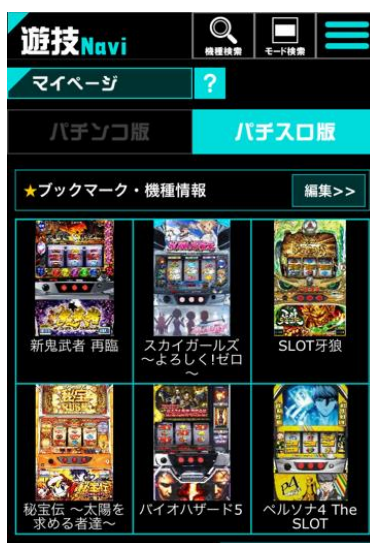 遊技Navi
機種検索
モード検索
マイページ
?
パチンコ版
パチスロ版
★ブックマーク・機種情報
編集>>
新鬼武者 再臨
スカイガールズ
～よろしく!ゼロ
～
SLOT牙狼
秘宝伝 ～太陽を
求める者達～
バイオハザード5
ペルソナ4 The
SLOT